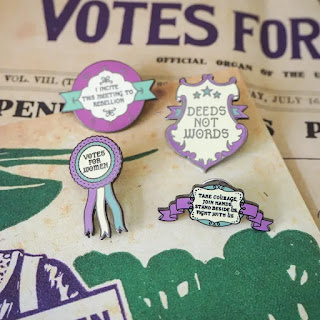 VOTES FOR
OFFICIAL ORGAN OF THE
VOL. VIII.
I INCITE
THIS MEETING TO
REBELLION
DEEDS
NOT
WORDS
VOTES
FOR
WOMEN
TAKE COURAGE,
JOIN HANDS,
STAND BESIDE US,
FIGHT WITH US